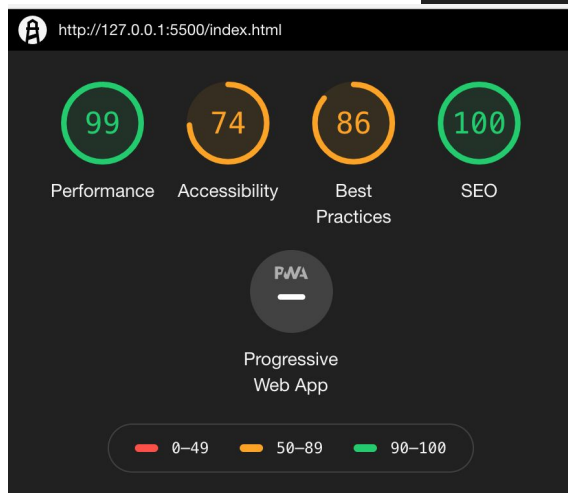 http://127.0.0.1:5500/index.html
99 74 86 100
Performance Accessibility Best Practices SEO
PWA
Progressive
Web App
0–49 50–89 90–100